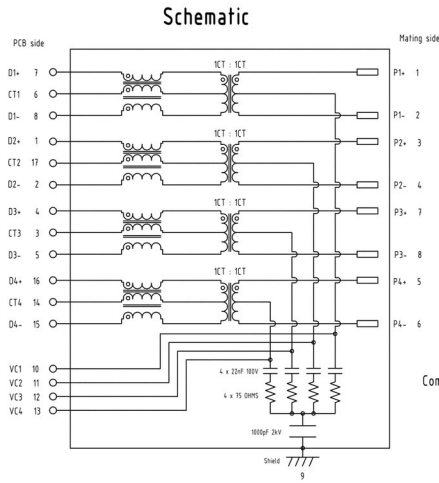 Schematic
PCB side
Mating side
1CT : 1CT
D1+ 7
P1+ 1
CT1 6
D1- 8
P1- 2
1CT : 1CT
D2+ 1
P2+ 3
CT2 17
D2- 2
P2- 4
1CT : 1CT
D3+ 4
P3+ 7
CT3 3
D3- 5
P3- 8
1CT : 1CT
D4+ 16
P4+ 5
CT4 14
D4- 15
P4- 6
VC1 10
VC2 11
VC3 12
VC4 13
4 x 22nF 100V
Con
4 x 75 OHMS
1000pF 2kV
Shield
9